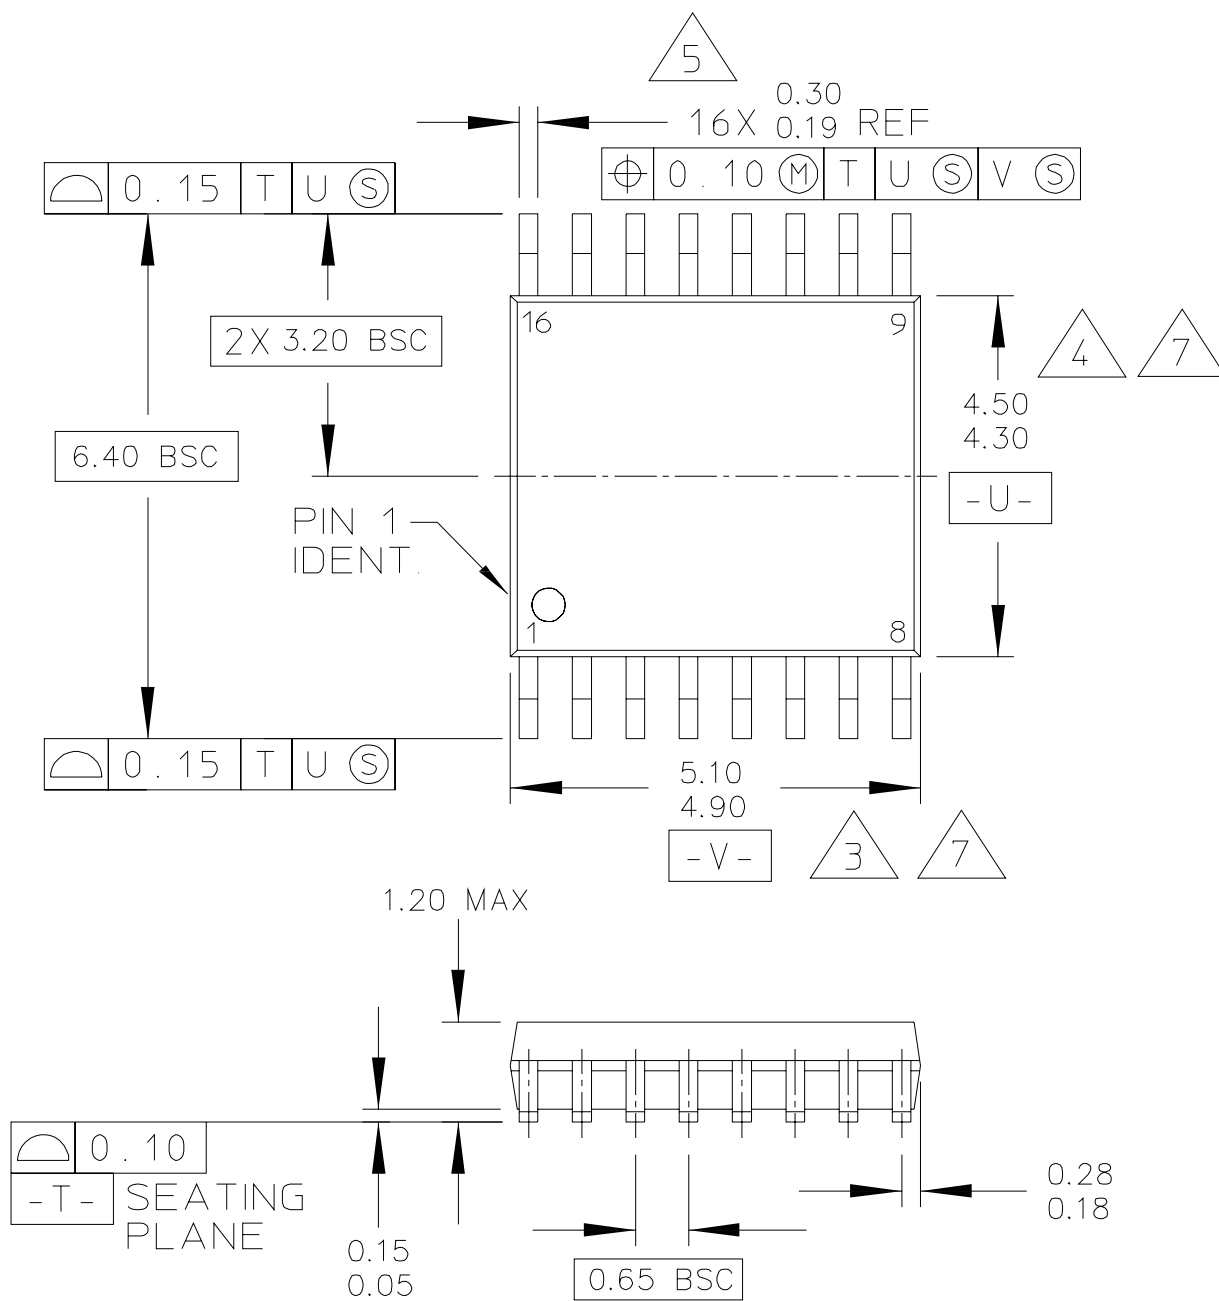 5
0.30
16X 0.19 REF
0.15 T U Ⓢ
0.10 Ⓜ T U Ⓢ V Ⓢ
16 9
2X 3.20 BSC
4 7
4.50
4.30
6.40 BSC
-U-
PIN 1
IDENT.
1 8
0.15 T U Ⓢ
5.10
4.90
-V- 3 7
1.20 MAX
0.10
-T- SEATING
PLANE
0.28
0.18
0.15
0.05
0.65 BSC